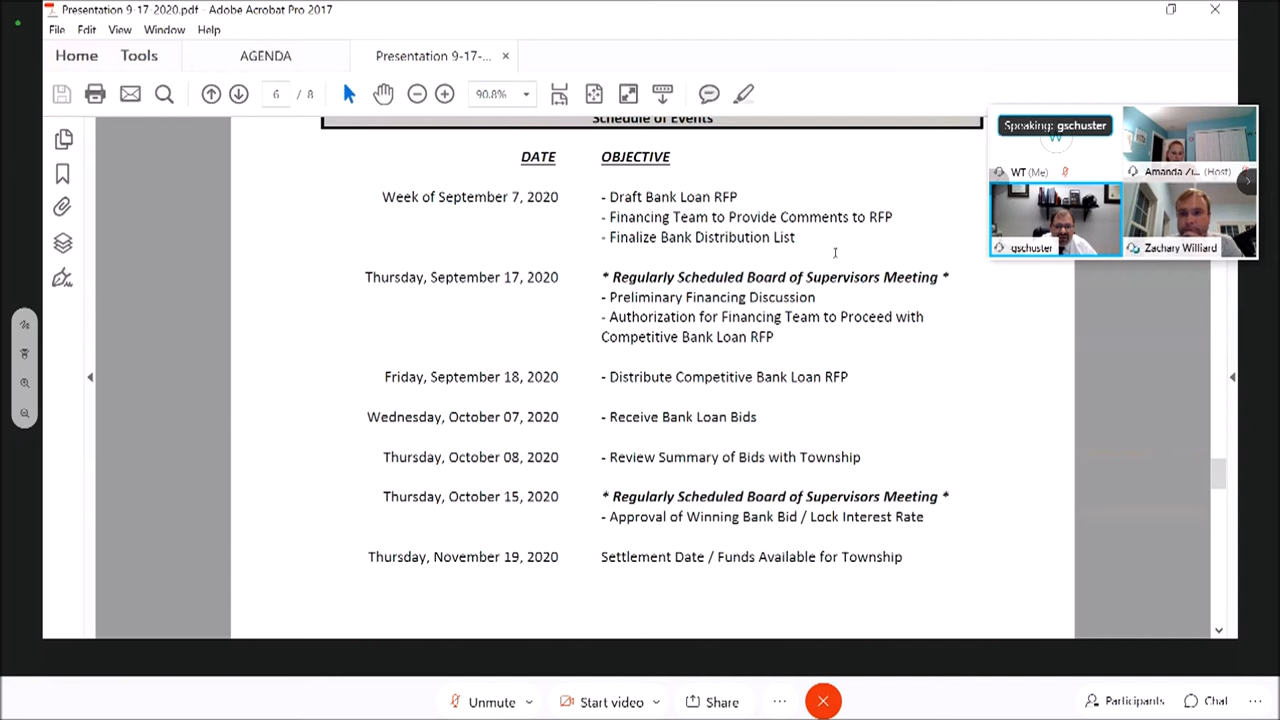 Presentation 9-17-2020.pdf - Adobe Acrobat Pro 2017
File Edit View Window Help
Home Tools AGENDA Presentation 9-17-... ×
6 / 8 90.8%
Schedule of Events
DATE OBJECTIVE
Week of September 7, 2020 - Draft Bank Loan RFP
- Financing Team to Provide Comments to RFP
- Finalize Bank Distribution List
Thursday, September 17, 2020 * Regularly Scheduled Board of Supervisors Meeting *
- Preliminary Financing Discussion
- Authorization for Financing Team to Proceed with
Competitive Bank Loan RFP
Friday, September 18, 2020 - Distribute Competitive Bank Loan RFP
Wednesday, October 07, 2020 - Receive Bank Loan Bids
Thursday, October 08, 2020 - Review Summary of Bids with Township
Thursday, October 15, 2020 * Regularly Scheduled Board of Supervisors Meeting *
- Approval of Winning Bank Bid / Lock Interest Rate
Thursday, November 19, 2020 Settlement Date / Funds Available for Township
Speaking: gschuster
WT (Me) Amanda Zi... (Host)
gschuster Zachary Williard
Unmute Start video Share ... Participants Chat ...